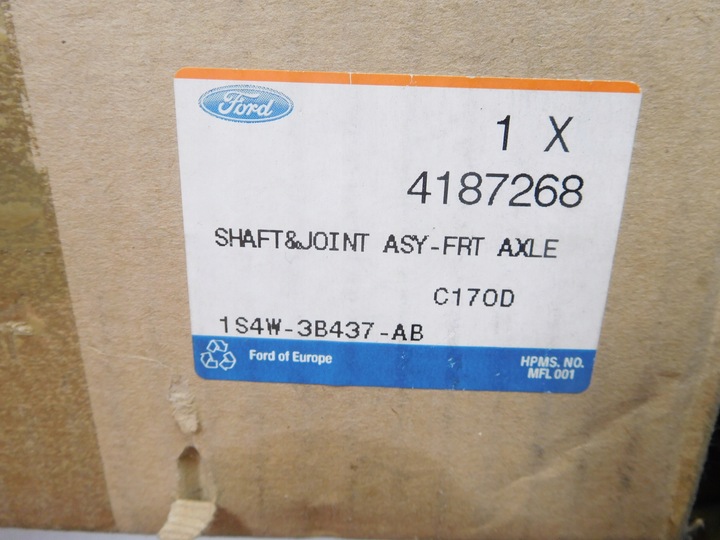 Ford
1 X
4187268
SHAFT&JOINT ASY-FRT AXLE
C170D
1S4W-3B437-AB
Ford of Europe
HPMS. NO.
MFL 001